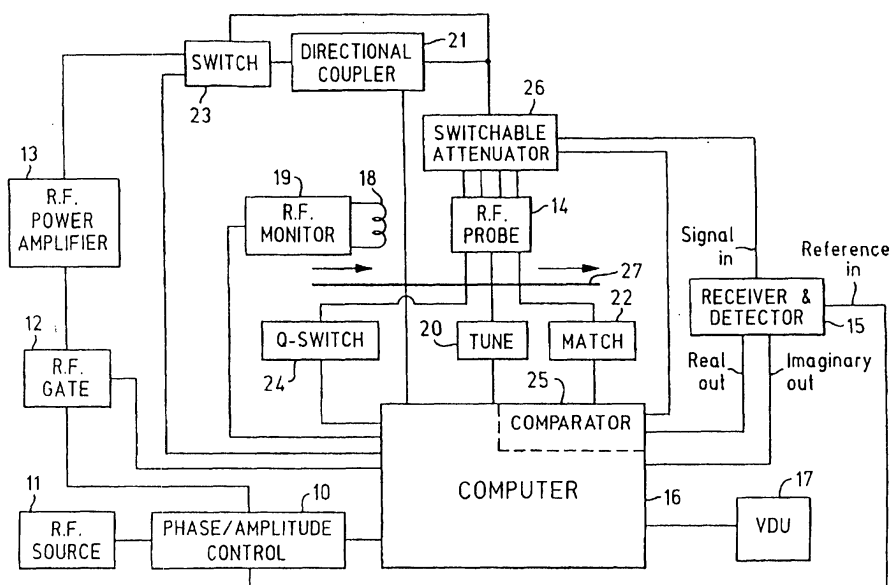 21
SWITCH
23
DIRECTIONAL
COUPLER
26
SWITCHABLE
ATTENUATOR
13
R.F.
POWER
AMPLIFIER
19
18
R.F.
MONITOR
R.F.
PROBE
14
Signal
in
Reference
in
27
12
R.F.
GATE
Q-SWITCH
24
20
TUNE
22
MATCH
RECEIVER &
DETECTOR
15
Real
out
Imaginary
out
25
COMPARATOR
COMPUTER
16
11
R.F.
SOURCE
10
PHASE/AMPLITUDE
CONTROL
17
VDU